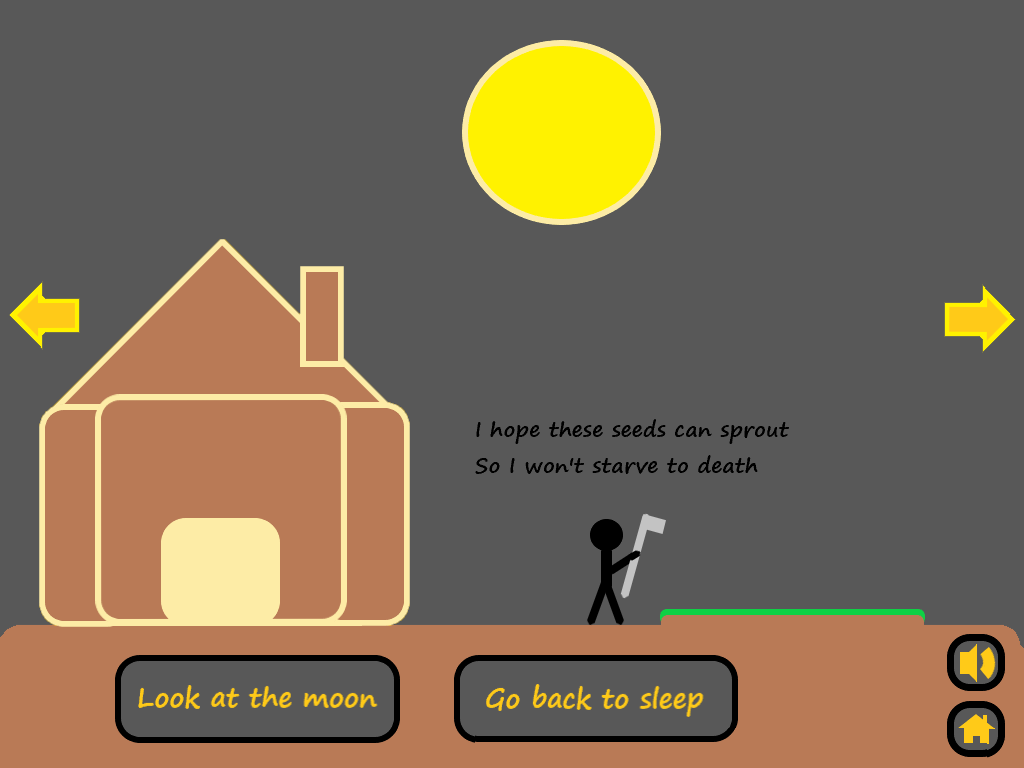 I hope these seeds can sprout
So I won't starve to death
Look at the moon
Go back to sleep